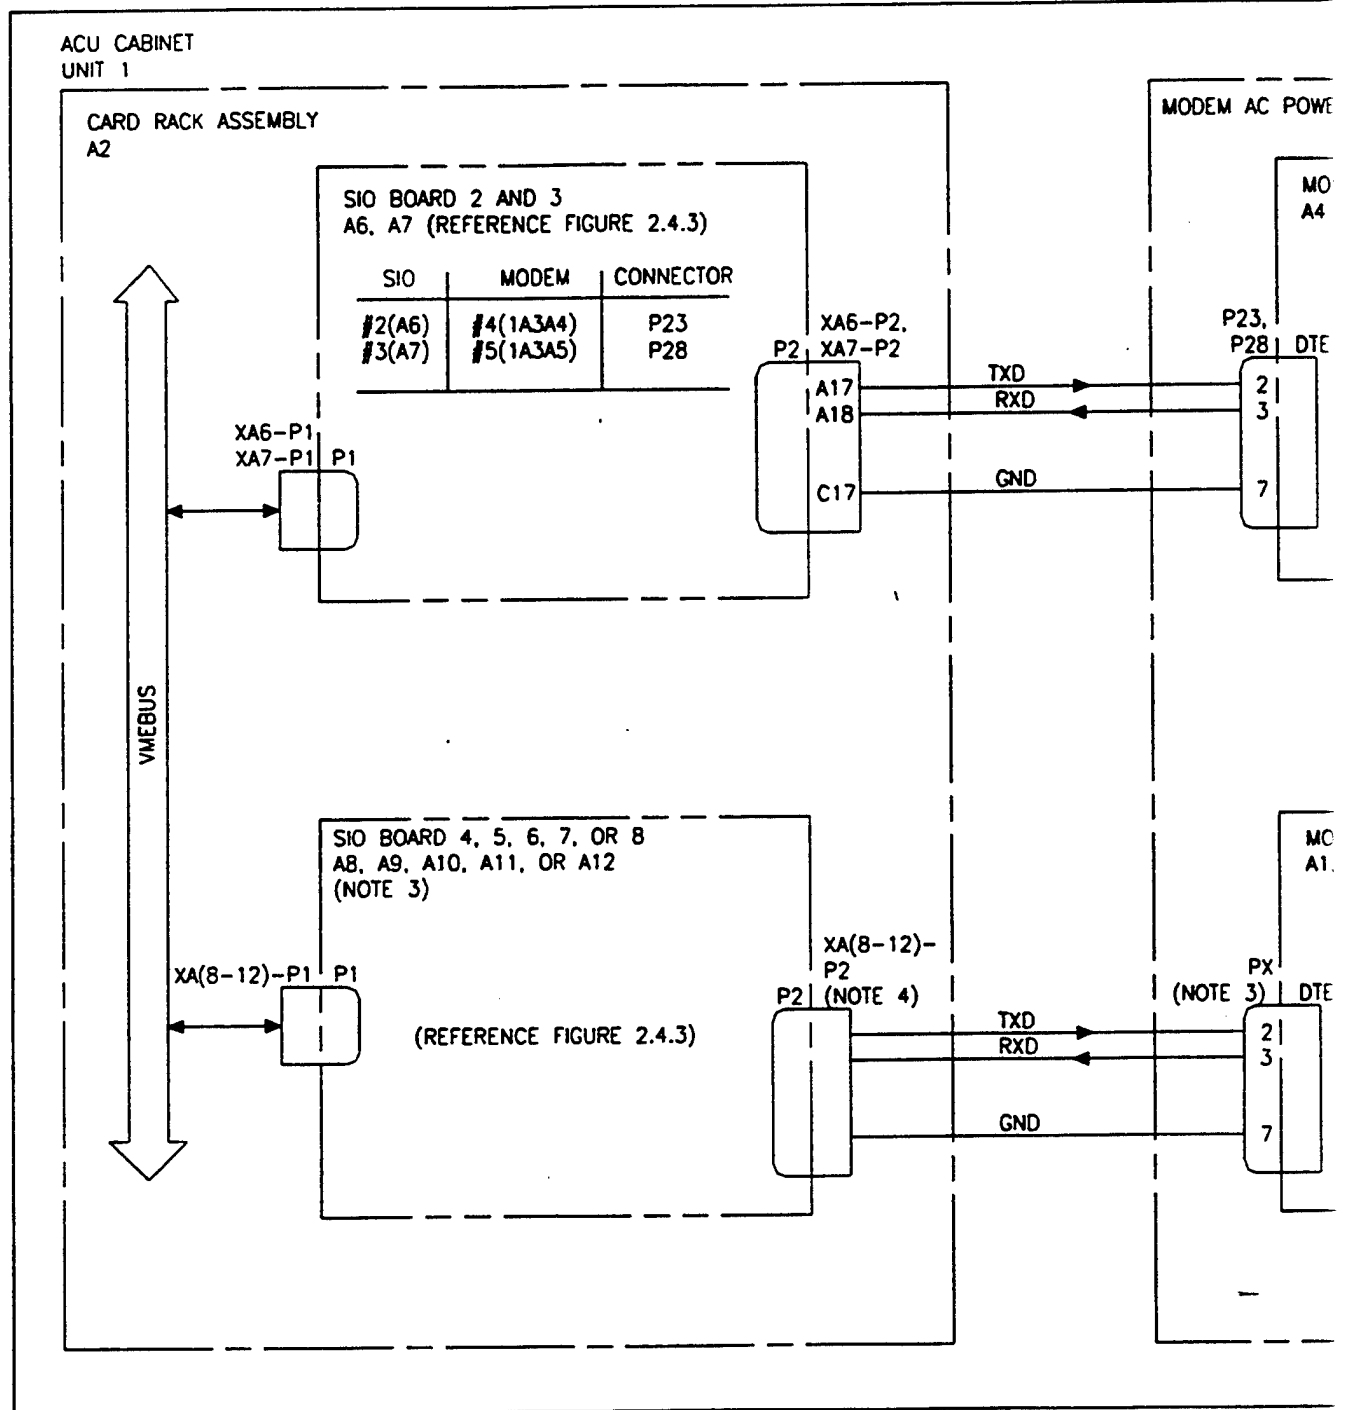 ACU CABINET
UNIT 1
CARD RACK ASSEMBLY
A2
SIO BOARD 2 AND 3
A6, A7 (REFERENCE FIGURE 2.4.3)
SIO MODEM CONNECTOR
#2(A6) #4(1A3A4) P23
#3(A7) #5(1A3A5) P28
XA6-P2,
P2 XA7-P2
A17
A18
C17
TXD
RXD
GND
XA6-P1
XA7-P1 P1
VMEBUS
MODEM AC POWE
MO
A4
P23,
P28 DTE
2
3
7
SIO BOARD 4, 5, 6, 7, OR 8
A8, A9, A10, A11, OR A12
(NOTE 3)
XA(8-12)-P1 P1
(REFERENCE FIGURE 2.4.3)
XA(8-12)-
P2
P2 (NOTE 4)
TXD
RXD
GND
MO
A1
PX
(NOTE 3) DTE
2
3
7